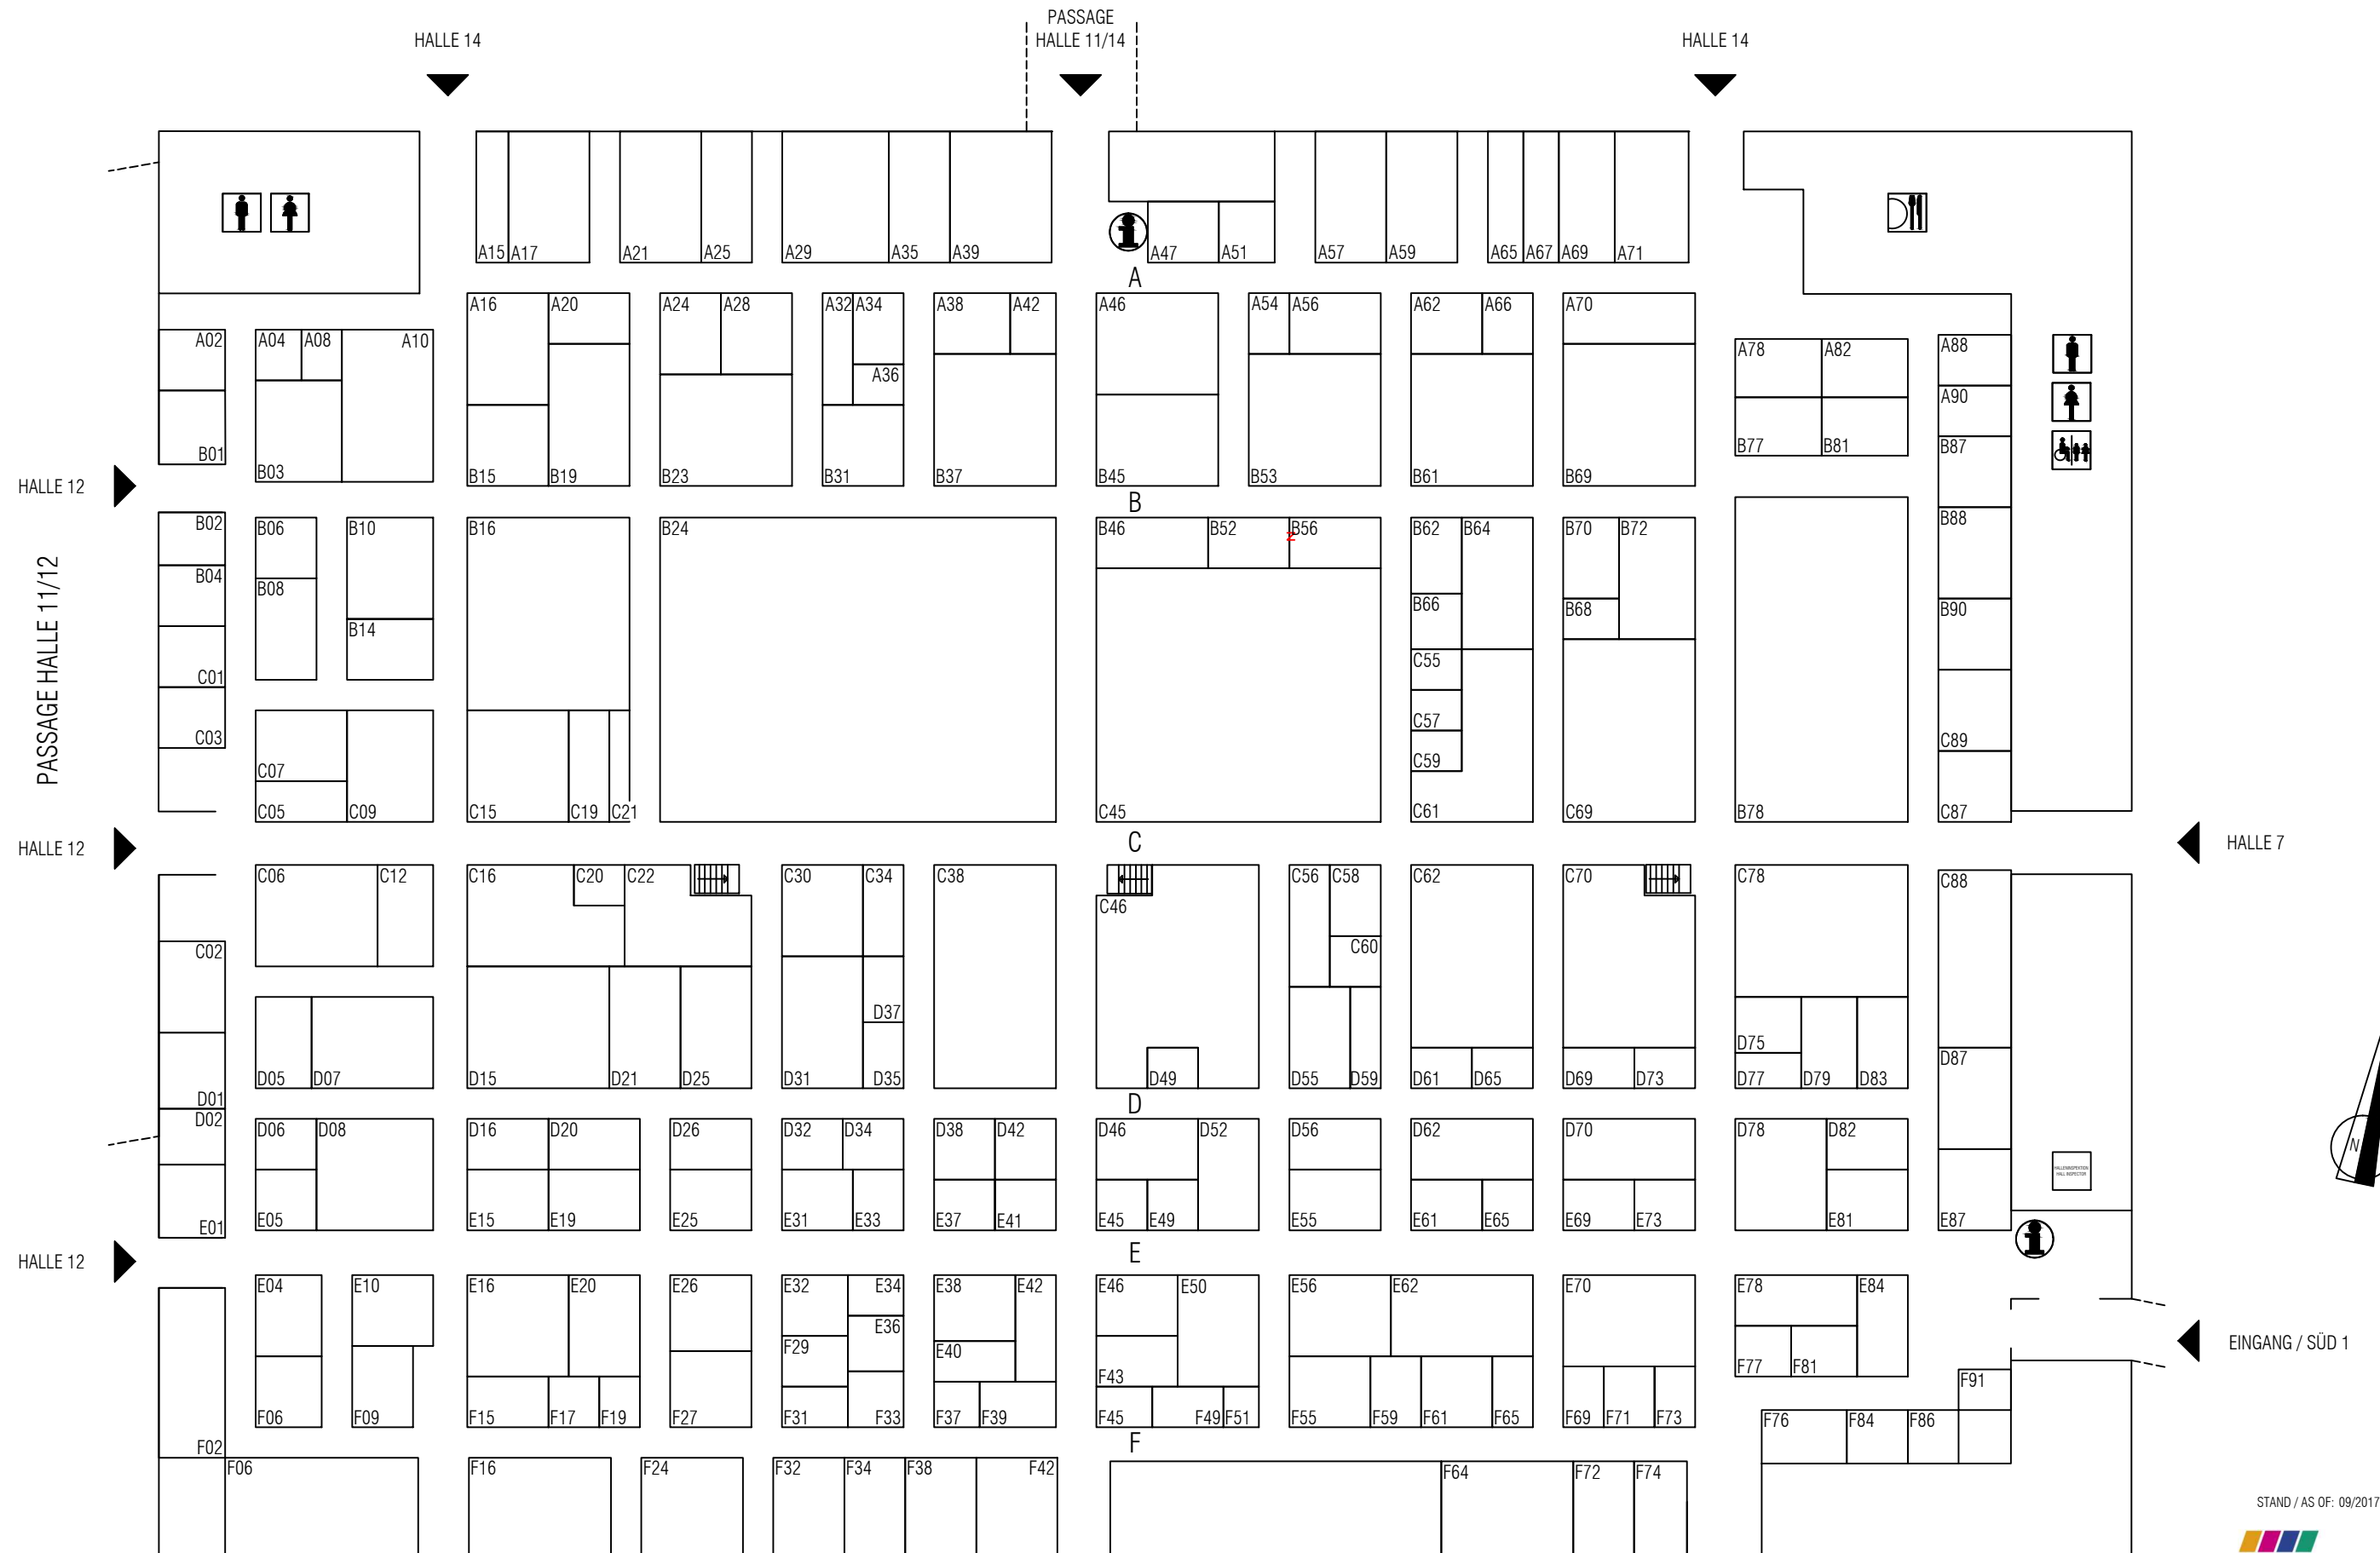 PASSAGE
HALLE 14 HALLE 11/14 HALLE 14
A15 A17 A21 A25 A29 A35 A39 A47 A51 A57 A59 A65 A67 A69 A71
A
A16 A20 A24 A28 A32 A34 A38 A42 A46 A54 A56 A62 A66 A70
A02 A04 A08 A10 A78 A82 A88
A36
A90
B01 B77 B81 B87
B03 B15 B19 B23 B31 B37 B45 B53 B61 B69
HALLE 12
B
B02 B06 B10 B16 B24 B46 B52 B56 B62 B64 B70 B72 B88
z
B04 B08
B66 B68 B90
B14
PASSAGE HALLE 11/12
C01 C55
C03 C57 C89
C07 C59
C05 C09 C15 C19 C21 C45 C61 C69 B78 C87
HALLE 12 C HALLE 7
C06 C12 C16 C20 C22 C30 C34 C38 C56 C58 C62 C70 C78 C88
C46
C02 C60
D37
D75 D87
D05 D07 D15 D21 D25 D31 D35 D49 D55 D59 D61 D65 D69 D73 D77 D79 D83
D01
D
D02 D06 D08 D16 D20 D26 D32 D34 D38 D42 D46 D52 D56 D62 D70 D78 D82
N
HALLENINSPEKTION
HALL INSPECTOR
E01 E05 E15 E19 E25 E31 E33 E37 E41 E45 E49 E55 E61 E65 E69 E73 E81 E87
HALLE 12 E
E04 E10 E16 E20 E26 E32 E34 E38 E42 E46 E50 E56 E62 E70 E78 E84
E36
F29 E40 EINGANG / SÜD 1
F43 F77 F81 F91
F06 F09 F15 F17 F19 F27 F31 F33 F37 F39 F45 F49 F51 F55 F59 F61 F65 F69 F71 F73 F76 F84 F86
F02 F
F06 F16 F24 F32 F34 F38 F42 F64 F72 F74
STAND / AS OF: 09/2017